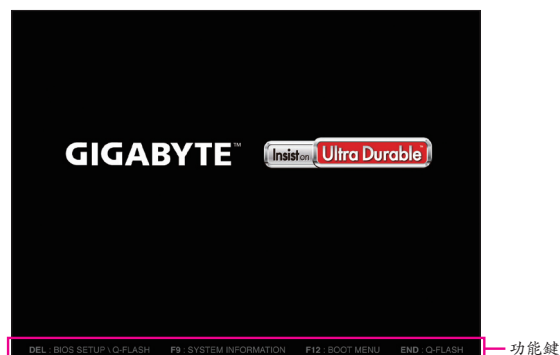 GIGABYTE™
Insist on Ultra Durable™
DEL : BIOS SETUP \ Q-FLASH F9 : SYSTEM INFORMATION F12 : BOOT MENU END : Q-FLASH
功能鍵